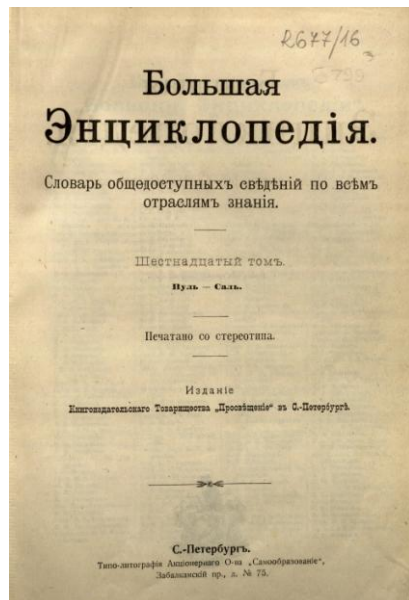 R677/16
Большая
Энциклопедія.
Словарь общедоступныхъ свѣдѣній по всѣмъ
отраслямъ знанія.
Шестнадцатый томъ.
Пуль — Саль.
Печатано со стереотипа.
Изданіе
Книгоиздательскаго Товарищества „Просвѣщеніе“ въ С.-Петербургѣ.
С.-Петербургъ.
Типо-литографія Акціонернаго О-ва „Самообразованіе“,
Забалканскій пр., д. № 75.